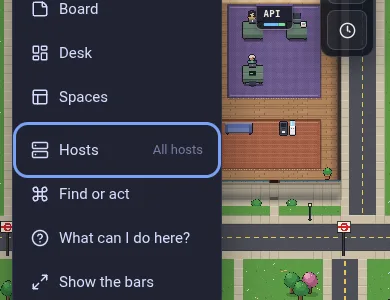 Board
API
Desk
Spaces
Hosts All hosts
Find or act
What can I do here?
Show the bars